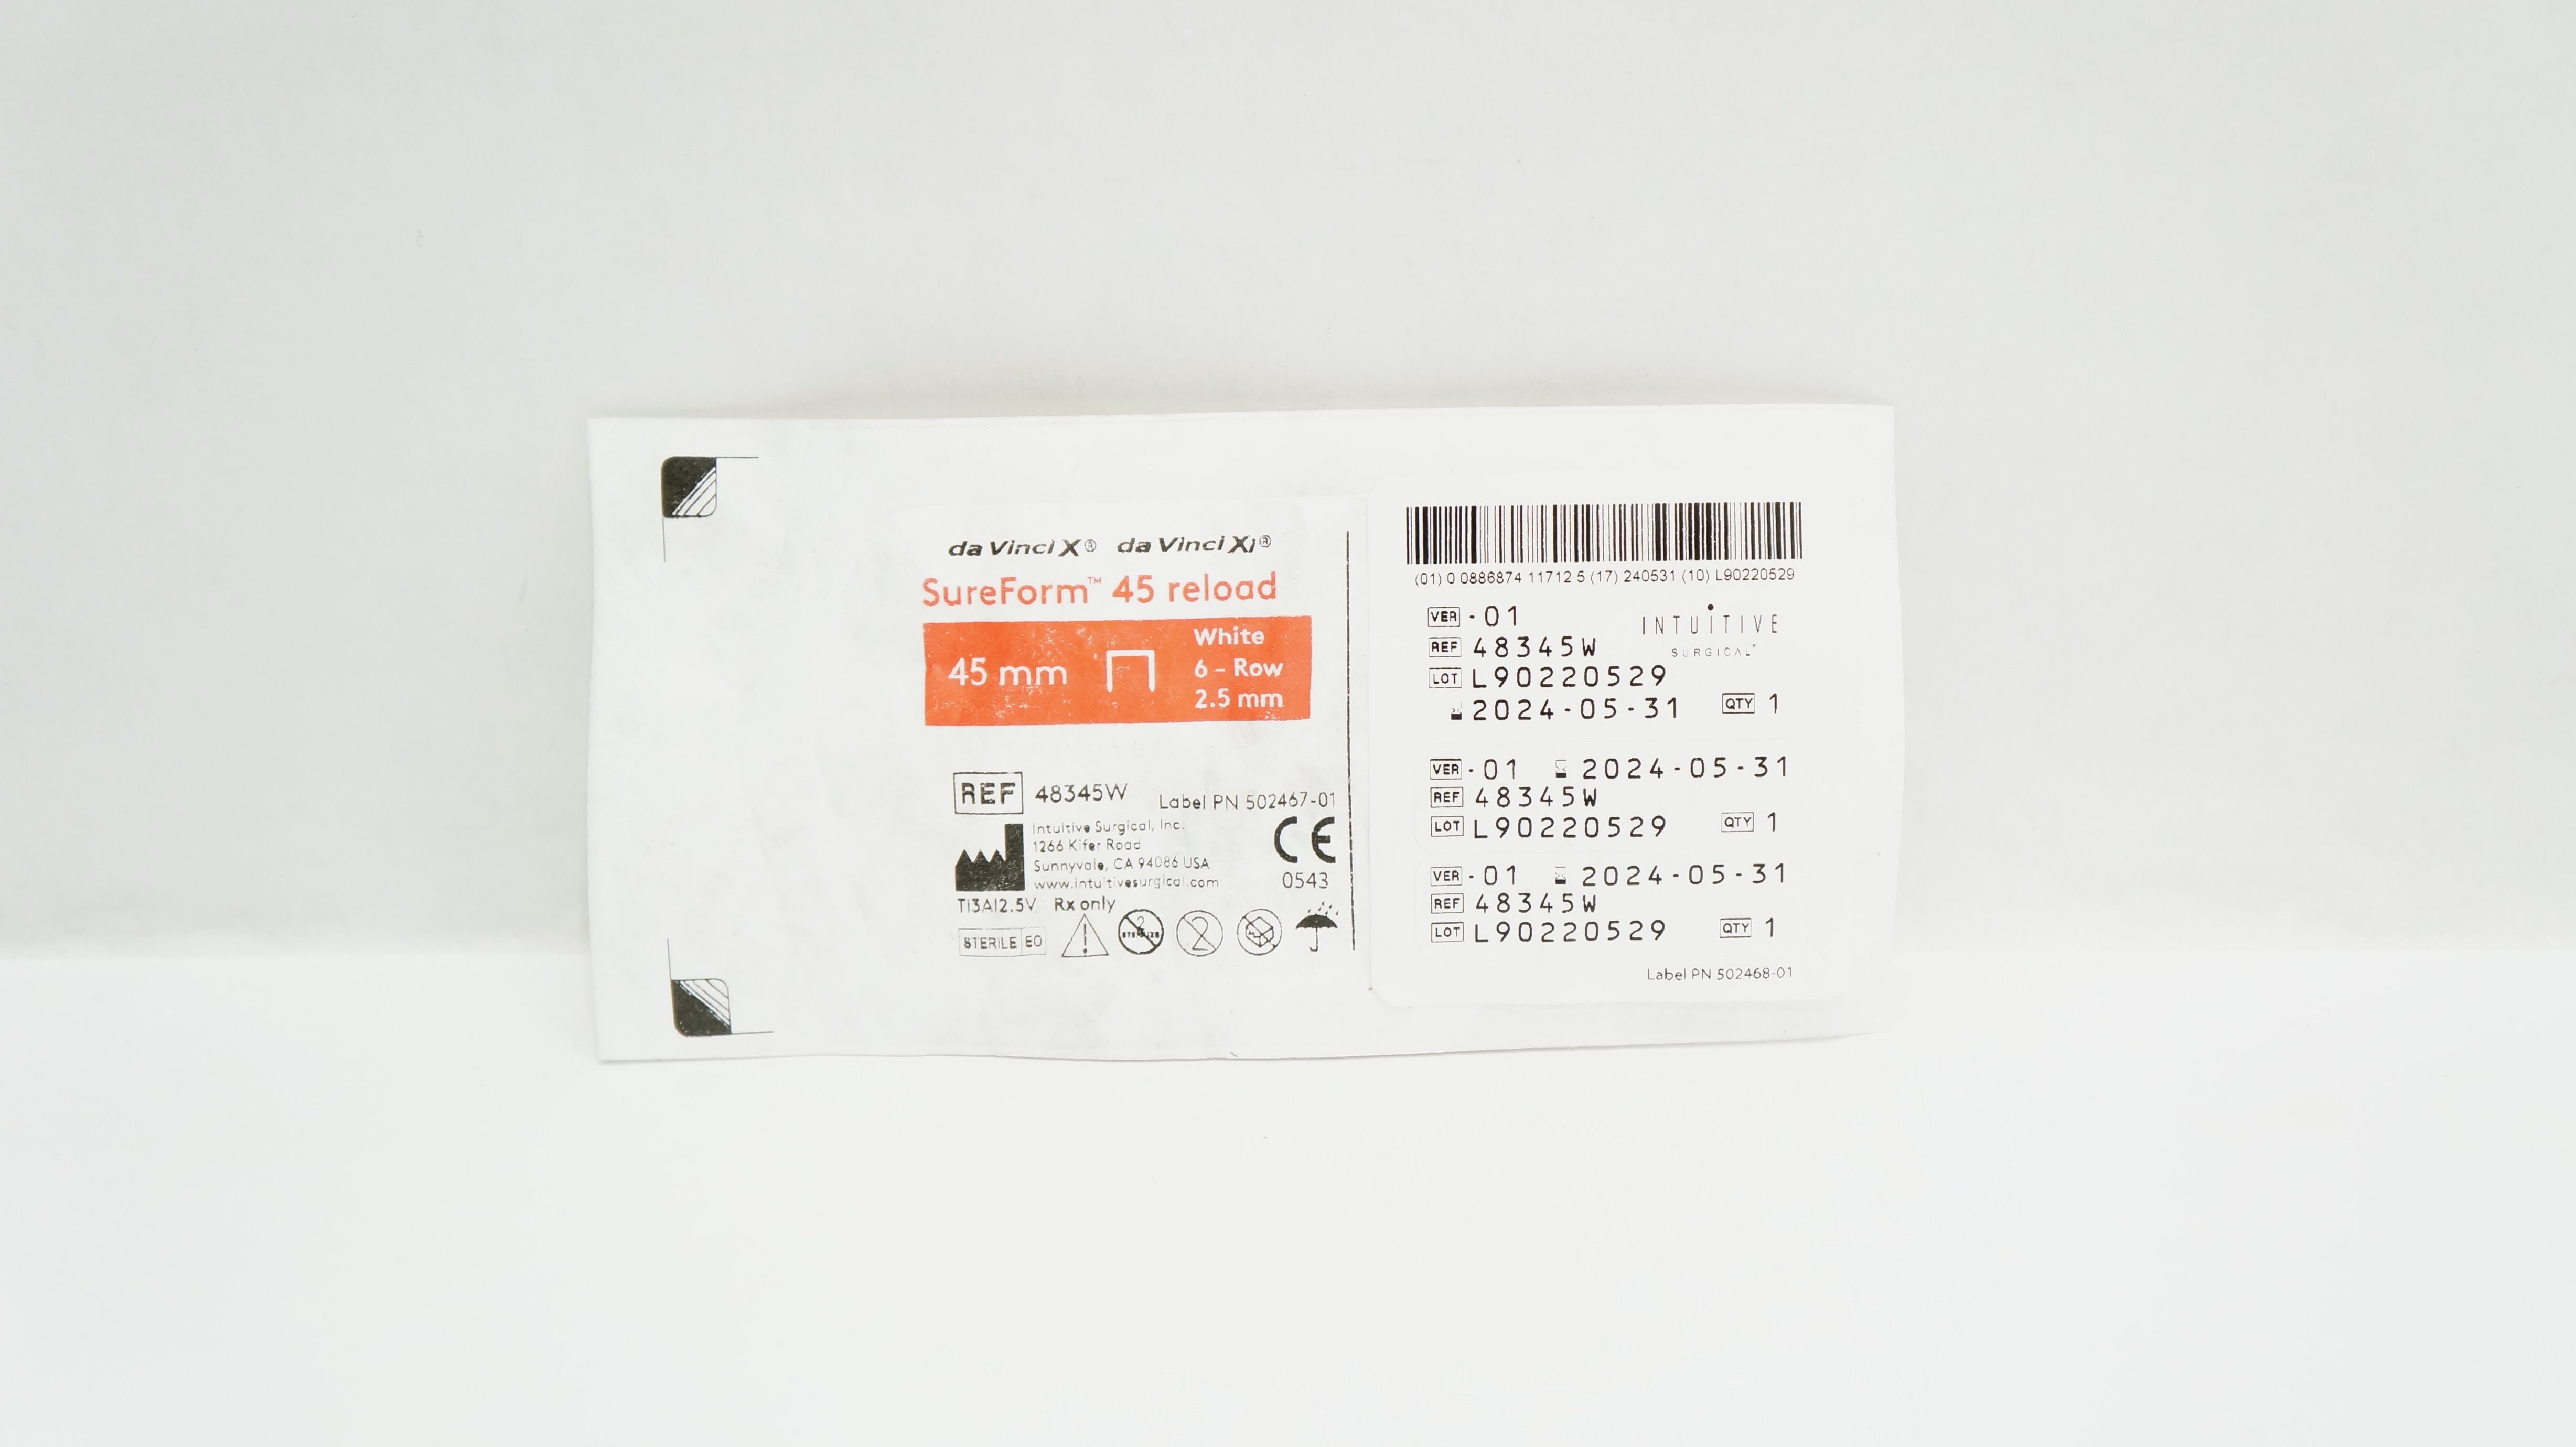 da Vinci X® da Vinci Xi®
SureForm™ 45 reload
45 mm
White
6 - Row
2.5 mm
REF 48345W
Label PN 502467-01
Intuitive Surgical, Inc.
1266 Kifer Road
Sunnyvale, CA 94086 USA
www.intuitivesurgical.com
CE
0543
Ti3Al2.5V Rx only
STERILE EO
2
(01) 0 0886874 11712 5 (17) 240531 (10) L90220529
VER - 01
INTUITIVE
SURGICAL
REF 48345W
LOT L90220529
2024-05-31 QTY 1
VER - 01 2024-05-31
REF 48345W
LOT L90220529 QTY 1
VER - 01 2024-05-31
REF 48345W
LOT L90220529 QTY 1
Label PN 502468-01